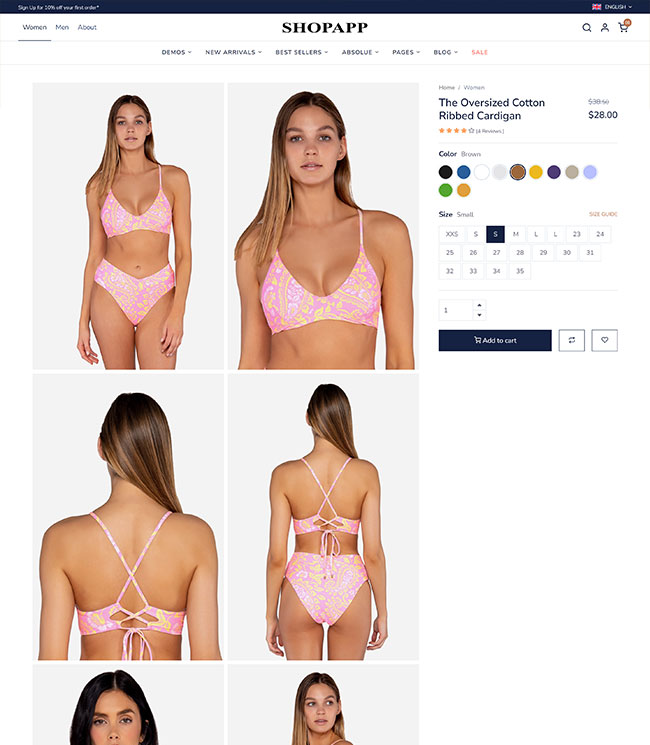 Sign Up for 10% off your first order*
ENGLISH
Women Men About
SHOPAPP
DEMOS NEW ARRIVALS BEST SELLERS ABSOLUE PAGES BLOG SALE
Home / Women
The Oversized Cotton $38.50
Ribbed Cardigan $28.00
(4 Reviews)
Color Brown
Size Small SIZE GUIDE
XXS S S M L L 23 24
25 26 27 28 29 30 31
32 33 34 35
1
Add to cart